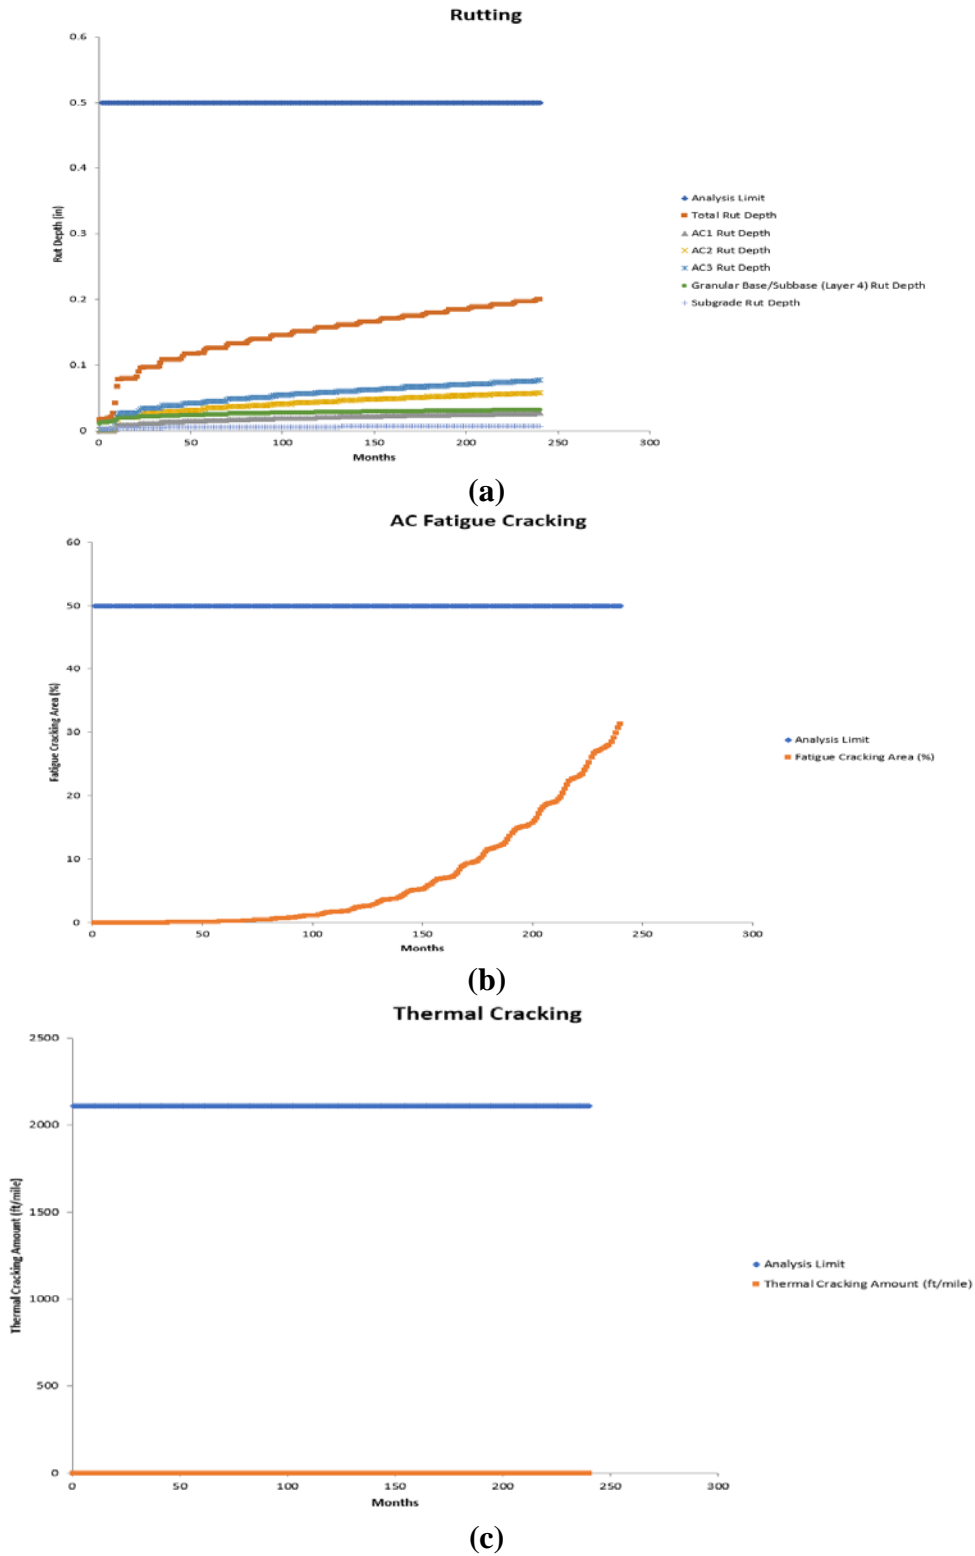 Rutting
0.6
0.5
0.4
0.3
0.2
0.1
0
Rut Depth (in)
0 50 100 150 200 250 300
Months
Analysis Limit
Total Rut Depth
AC1 Rut Depth
AC2 Rut Depth
AC3 Rut Depth
Granular Base/Subbase (Layer 4) Rut Depth
Subgrade Rut Depth
(a)
AC Fatigue Cracking
60
50
40
30
20
10
0
Fatigue Cracking Area (%)
0 50 100 150 200 250 300
Months
Analysis Limit
Fatigue Cracking Area (%)
(b)
Thermal Cracking
2500
2000
1500
1000
500
0
Thermal Cracking Amount (ft/mile)
0 50 100 150 200 250 300
Months
Analysis Limit
Thermal Cracking Amount (ft/mile)
(c)